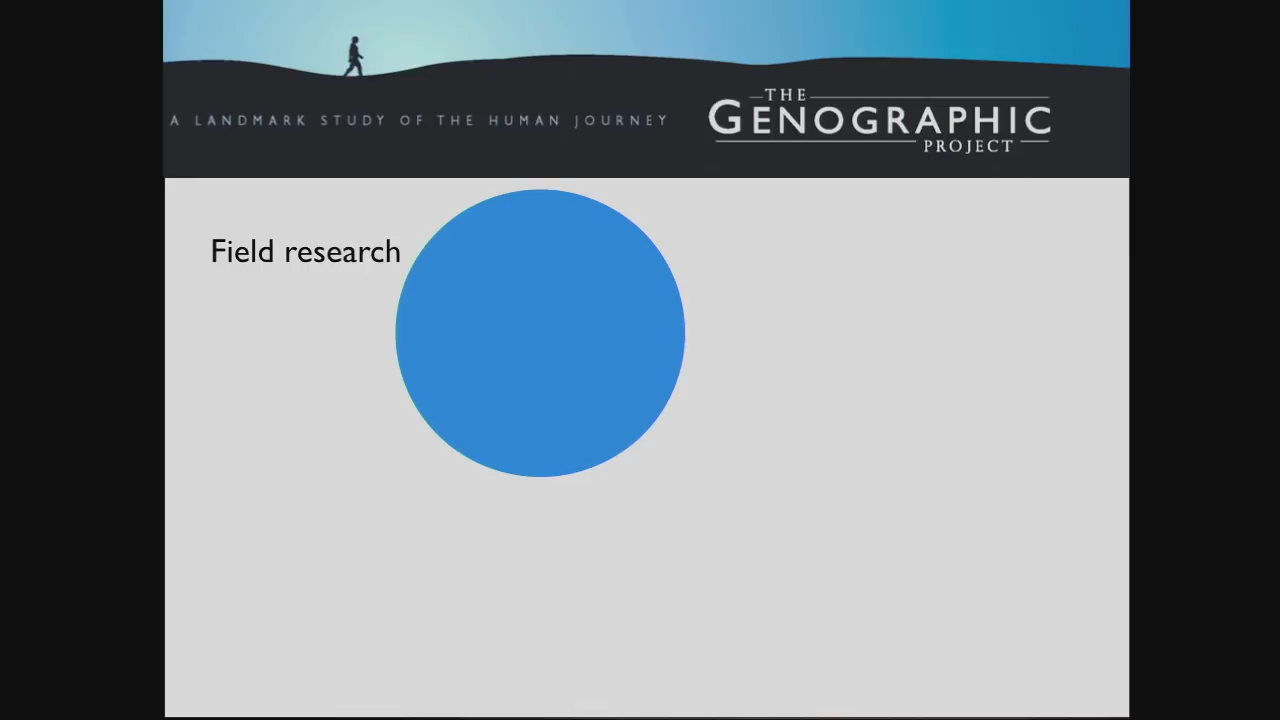 A LANDMARK STUDY OF THE HUMAN JOURNEY
THE
GENOGRAPHIC
PROJECT
Field research